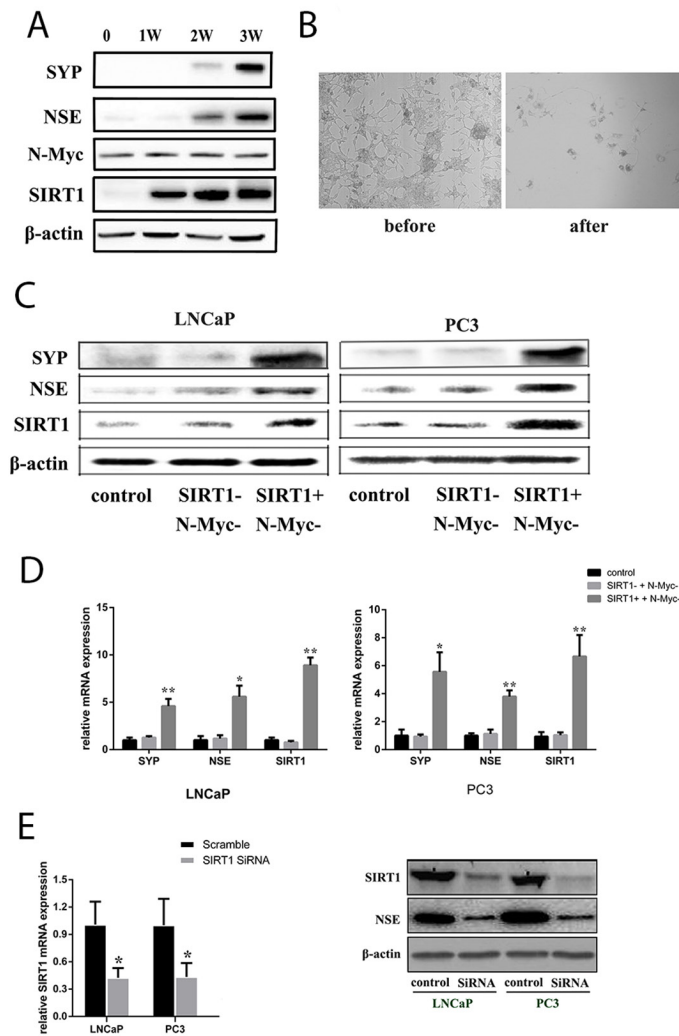 A
0 1W 2W 3W
SYP
NSE
N-Myc
SIRT1
β-actin
B
before after
C
LNCaP PC3
SYP
NSE
SIRT1
β-actin
control SIRT1- SIRT1+ control SIRT1- SIRT1+
N-Myc- N-Myc- N-Myc- N-Myc-
D
control
SIRT1- + N-Myc-
SIRT1+ + N-Myc-
relative mRNA expression
15
10
5
0
** * **
SYP NSE SIRT1
LNCaP
relative mRNA expression
10
8
6
4
2
0
* ** **
SYP NSE SIRT1
PC3
E
Scramble
SIRT1 SiRNA
relative SIRT1 mRNA expression
1.5
1.2
0.9
0.6
0.3
0.0
* *
LNCaP PC3
SIRT1
NSE
β-actin
control SiRNA control SiRNA
LNCaP PC3